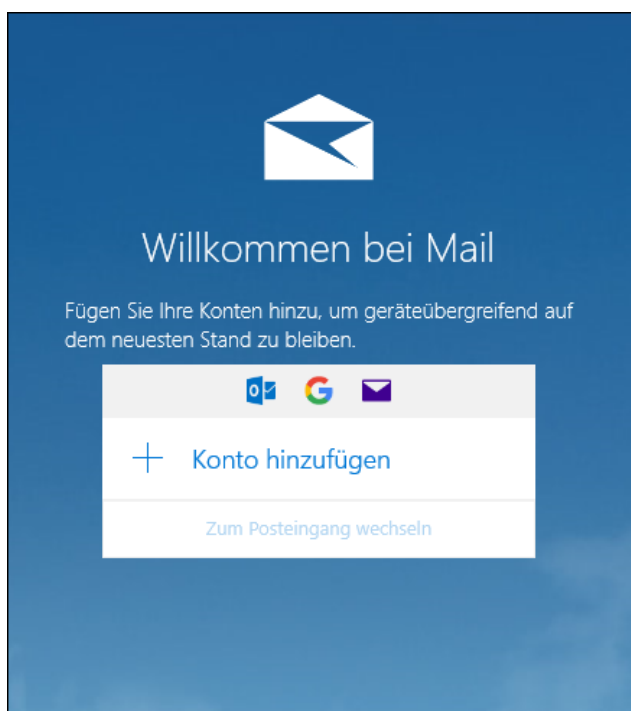 Willkommen bei Mail
Fügen Sie Ihre Konten hinzu, um geräteübergreifend auf
dem neuesten Stand zu bleiben.
Konto hinzufügen
Zum Posteingang wechseln